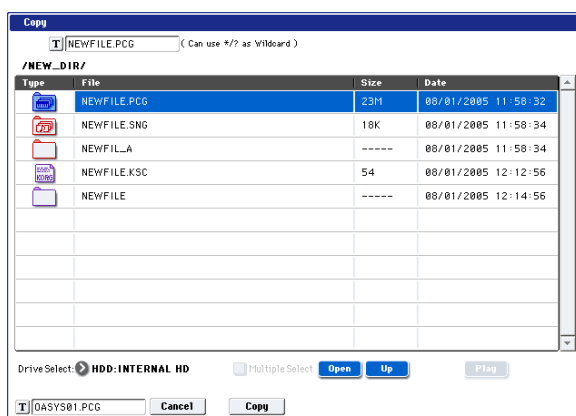 Copy
T NEWFILE.PCG ( Can use */? as Wildcard )
/NEW_DIR/
Type File Size Date
NEWFILE.PCG 23M 08/01/2005 11:58:32
NEWFILE.SNG 18K 08/01/2005 11:58:34
NEWFIL_A ----- 08/01/2005 11:58:34
KORG NEWFILE.KSC 54 08/01/2005 12:12:56
NEWFILE ----- 08/01/2005 12:14:56
Drive Select: HDD:INTERNAL HD Multiple Select Open Up Play
T OASYS01.PCG Cancel Copy